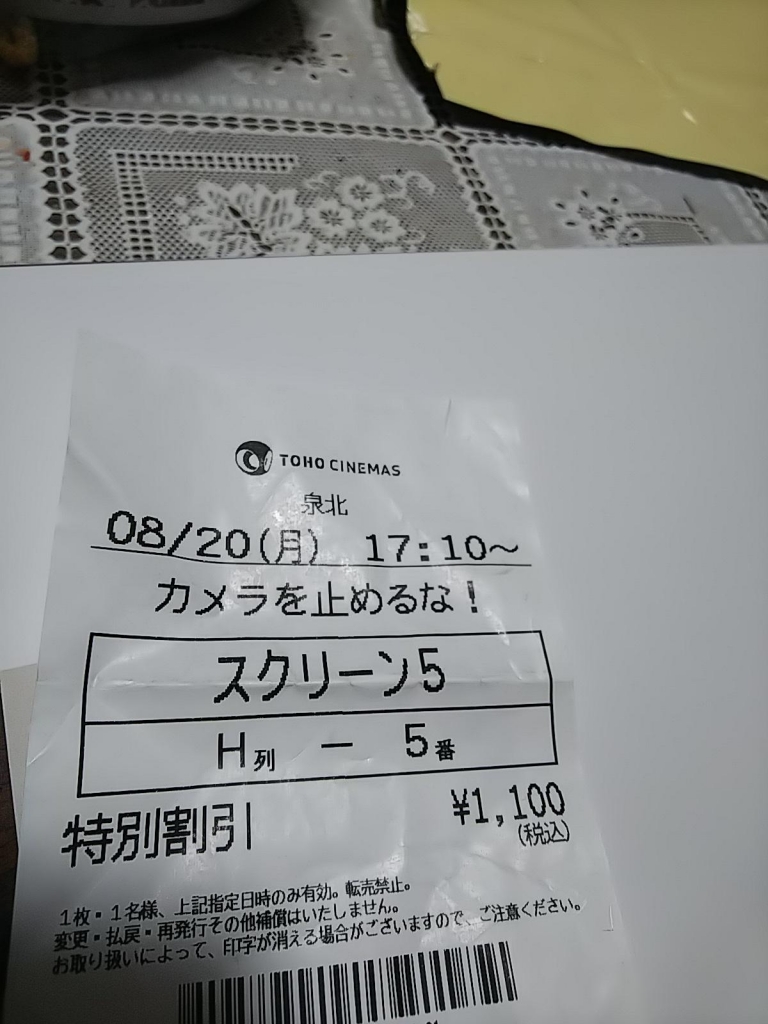 TOHO CINEMAS
泉北
08/20(月) 17:10～
カメラを止めるな！
スクリーン5
H列 － 5番
特別割引 ¥1,100
(税込)
１枚・１名様、上記指定日時のみ有効。転売禁止。
変更・払戻・再発行その他補償はいたしません。
お取り扱いによって、印字が消える場合がございますので、ご注意ください。